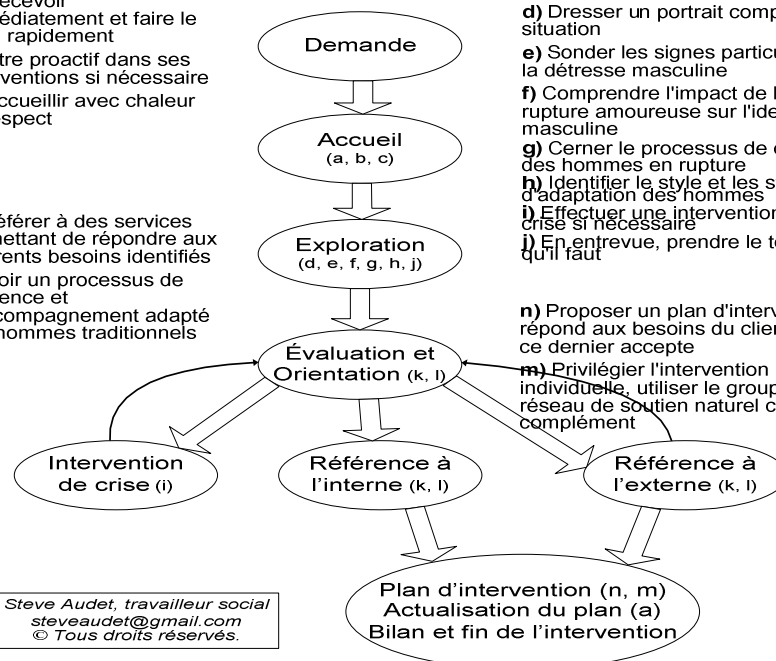 médiatement et faire le
rapidement
tre proactif dans ses
ventions si nécessaire
ccueillir avec chaleur
spect
éférer à des services
nettant de répondre aux
rents besoins identifiés
oir un processus de
ence et
compagnement adapté
hommes traditionnels
Demande
Accueil
(a, b, c)
Exploration
(d, e, f, g, h, j)
Évaluation et
Orientation (k, l)
Intervention
de crise (i)
Référence à
l'interne (k, l)
Référence à
l'externe (k, l)
Plan d'intervention (n, m)
Actualisation du plan (a)
Bilan et fin de l'intervention
d) Dresser un portrait comp
situation
e) Sonder les signes particu
la détresse masculine
f) Comprendre l'impact de l
rupture amoureuse sur l'ide
masculine
g) Cerner le processus de
des hommes en rupture
h) Identifier le style et les s
d'adaptation des hommes
i) Effectuer une intervention
crise si nécessaire
j) En entrevue, prendre le te
qu'il faut
n) Proposer un plan d'interv
répond aux besoins du clien
ce dernier accepte
m) Privilégier l'intervention
individuelle, utiliser le group
réseau de soutien naturel c
complément
Steve Audet, travailleur social
steveaudet@gmail.com
© Tous droits réservés.